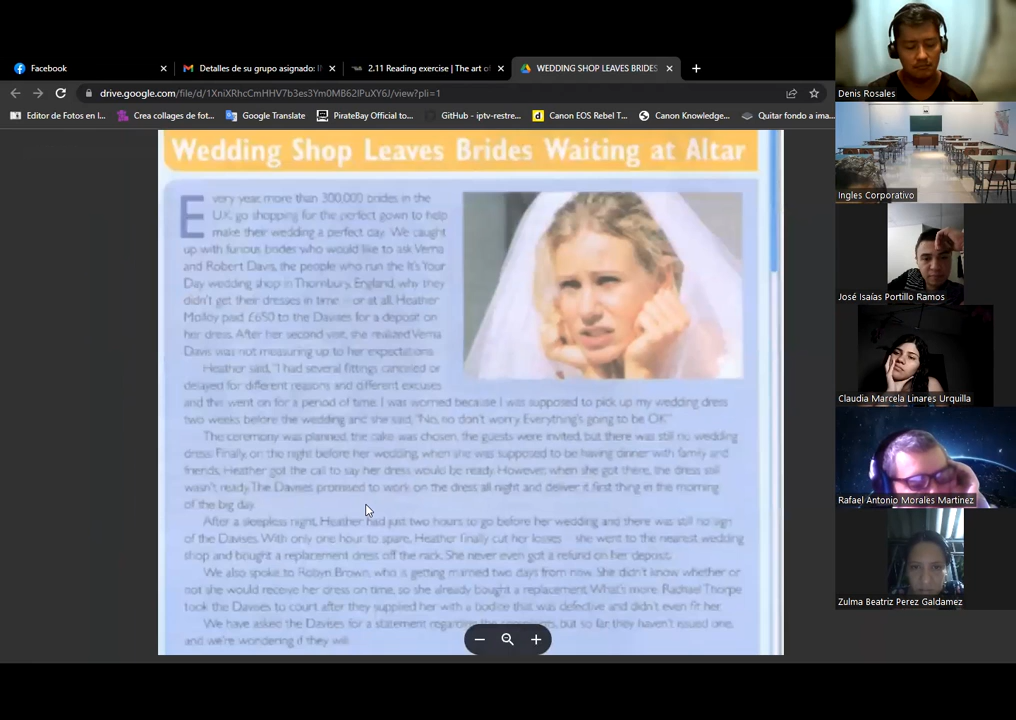 Facebook
Detalles de su grupo asignado: I
2.11 Reading exercise | The art o
WEDDING SHOP LEAVES BRIDES
drive.google.com/file/d/1XniXRhcCmHHV7b3es3Ym0MB62lPuXY6J/view?pli=1
Editor de Fotos en l...
Crea collages de fot...
Google Translate
PirateBay Official to...
GitHub - iptv-restre...
Canon EOS Rebel T...
Canon Knowledge...
Quitar fondo a ima...
Wedding Shop Leaves Brides Waiting at Altar
Every year, more than 300,000 brides in the
U.K. go shopping for the perfect gown to help
make their wedding a perfect day. We caught
up with furious brides who would like to ask Verna
and Robert Davis, the people who run the It's Your
Day wedding shop in Thornbury, England, why they
didn't get their dresses in time — or at all. Heather
Molloy paid £650 to the Davises for a deposit on
her dress. After her second visit, she realized Verna
Davis was not measuring up to her expectations.
Heather said, "I had several fittings canceled or
delayed for different reasons and different excuses
and this went on for a period of time. I was worried because I was supposed to pick up my wedding dress
two weeks before the wedding and she said, "No, no don't worry. Everything's going to be OK."
The ceremony was planned, the cake was chosen, the guests were invited, but there was still no wedding
dress. Finally, on the night before her wedding, when she was supposed to be having dinner with family and
friends, Heather got the call to say her dress would be ready. However, when she got there, the dress still
wasn't ready. The Davises promised to work on the dress all night and deliver it first thing in the morning
of the big day.
After a sleepless night, Heather had just two hours to go before her wedding and there was still no sign
of the Davises. With only one hour to spare, Heather finally cut her losses — she went to the nearest wedding
shop and bought a replacement dress off the rack. She never even got a refund on her deposit.
We also spoke to Robyn Brown, who is getting married two days from now. She didn't know whether or
not she would receive her dress on time, so she already bought a replacement. What's more, Rachael Thorpe
took the Davises to court after they supplied her with a bodice that was defective and didn't even fit her.
We have asked the Davises for a statement regarding the complaints, but so far, they haven't issued one,
and we're wondering if they will.
Denis Rosales
Ingles Corporativo
José Isaías Portillo Ramos
Claudia Marcela Linares Urquilla
Rafael Antonio Morales Martinez
Zulma Beatriz Perez Galdamez